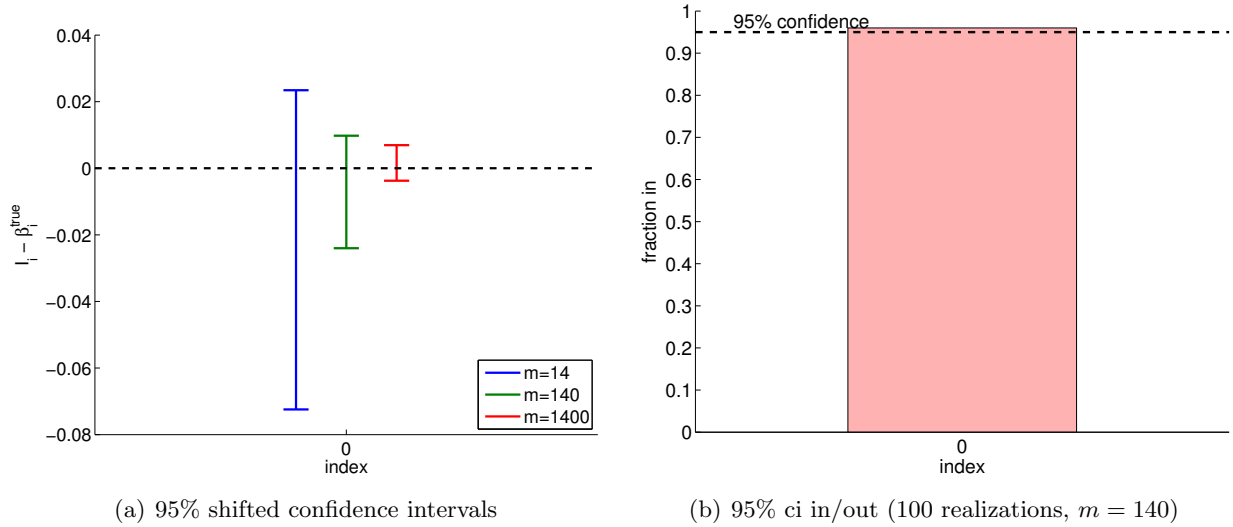 0.04
0.02
0
−0.02
−0.04
−0.06
−0.08
I_i − β_i^true
0
index
m=14
m=140
m=1400
(a) 95% shifted confidence intervals
1
0.9
0.8
0.7
0.6
0.5
0.4
0.3
0.2
0.1
0
fraction in
95% confidence
0
index
(b) 95% ci in/out (100 realizations, m = 140)